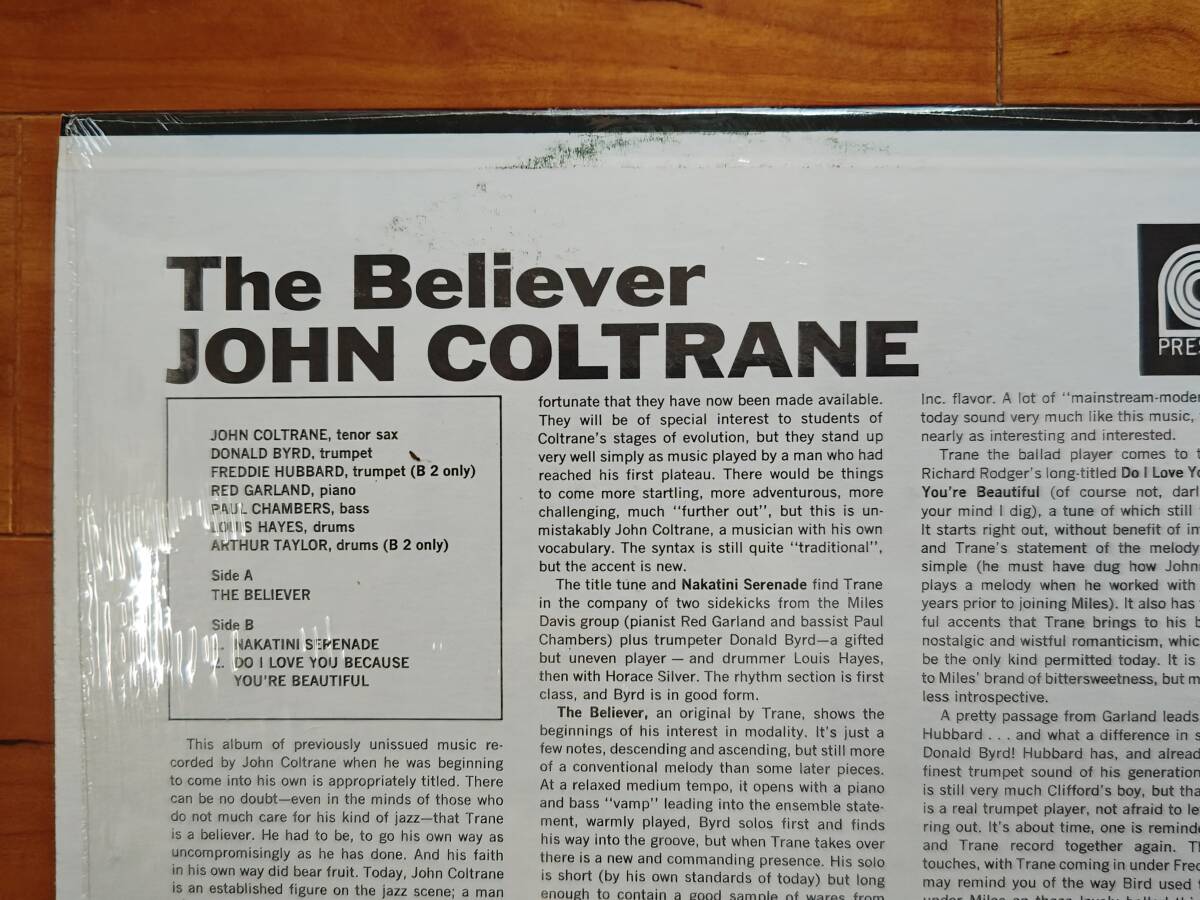 The Believer
JOHN COLTRANE
PRES
JOHN COLTRANE, tenor sax
DONALD BYRD, trumpet
FREDDIE HUBBARD, trumpet (B 2 only)
RED GARLAND, piano
PAUL CHAMBERS, bass
LOUIS HAYES, drums
ARTHUR TAYLOR, drums (B 2 only)
Side A
THE BELIEVER
Side B
1. NAKATINI SERENADE
2. DO I LOVE YOU BECAUSE
YOU'RE BEAUTIFUL
This album of previously unissued music re-
corded by John Coltrane when he was beginning
to come into his own is appropriately titled. There
can be no doubt—even in the minds of those who
do not much care for his kind of jazz—that Trane
is a believer. He had to be, to go his own way as
uncompromisingly as he has done. And his faith
in his own way did bear fruit. Today, John Coltrane
is an established figure on the jazz scene; a man
fortunate that they have now been made available.
They will be of special interest to students of
Coltrane's stages of evolution, but they stand up
very well simply as music played by a man who had
reached his first plateau. There would be things
to come more startling, more adventurous, more
challenging, much "further out", but this is un-
mistakably John Coltrane, a musician with his own
vocabulary. The syntax is still quite "traditional",
but the accent is new.
The title tune and Nakatini Serenade find Trane
in the company of two sidekicks from the Miles
Davis group (pianist Red Garland and bassist Paul
Chambers) plus trumpeter Donald Byrd—a gifted
but uneven player — and drummer Louis Hayes,
then with Horace Silver. The rhythm section is first
class, and Byrd is in good form.
The Believer, an original by Trane, shows the
beginnings of his interest in modality. It's just a
few notes, descending and ascending, but still more
of a conventional melody than some later pieces.
At a relaxed medium tempo, it opens with a piano
and bass "vamp" leading into the ensemble state-
ment, warmly played, Byrd solos first and finds
his way into the groove, but when Trane takes over
there is a new and commanding presence. His solo
is short (by his own standards of today) but long
enough to contain a good sample of wares from
Inc. flavor. A lot of "mainstream-moder
today sound very much like this music,
nearly as interesting and interested.
Trane the ballad player comes to t
Richard Rodger's long-titled Do I Love Yo
You're Beautiful (of course not, darl
your mind I dig), a tune of which still
It starts right out, without benefit of in
and Trane's statement of the melody
simple (he must have dug how Johnn
plays a melody when he worked with
years prior to joining Miles). It also has
ful accents that Trane brings to his b
nostalgic and wistful romanticism, whic
be the only kind permitted today. It is
to Miles' brand of bittersweetness, but m
less introspective.
A pretty passage from Garland leads
Hubbard . . . and what a difference in s
Donald Byrd! Hubbard has, and alread
finest trumpet sound of his generation
is still very much Clifford's boy, but tha
is a real trumpet player, not afraid to le
ring out. It's about time, one is reminde
and Trane record together again. Th
touches, with Trane coming in under Fred
may remind you of the way Bird used t